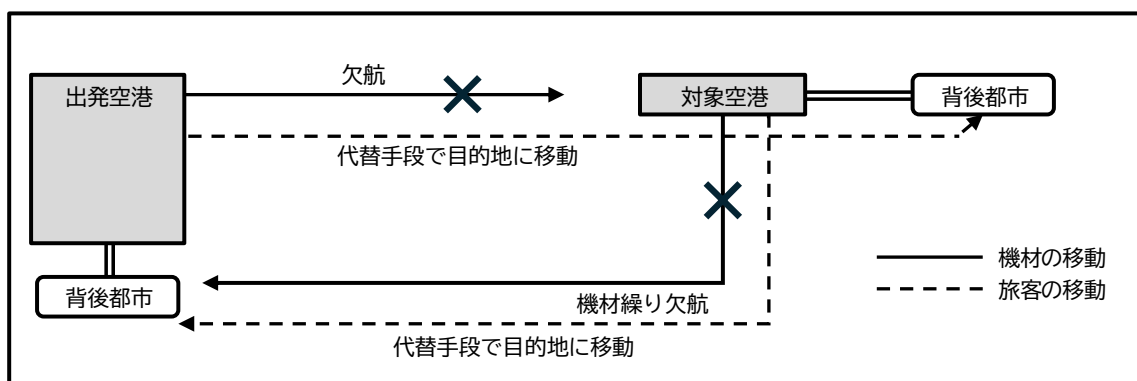 欠航
出発空港
対象空港
背後都市
代替手段で目的地に移動
機材の移動
背後都市
機材繰り欠航
旅客の移動
代替手段で目的地に移動